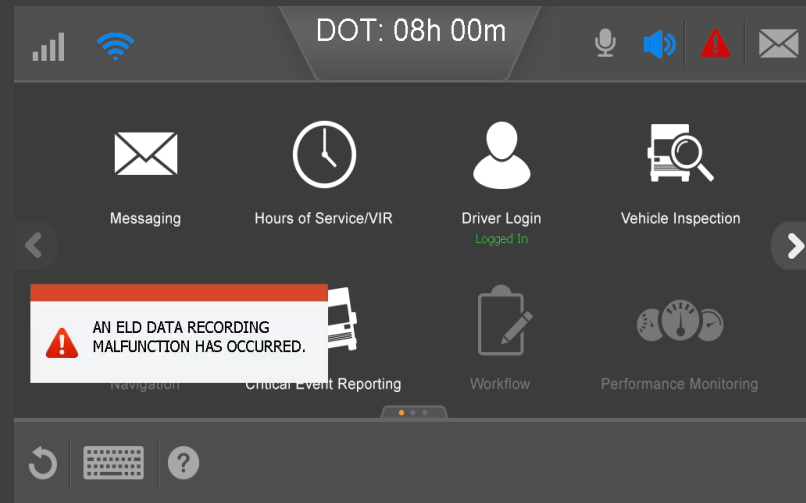 DOT: 08h 00m
Messaging
Hours of Service/VIR
Driver Login
Vehicle Inspection
Logged In
AN ELD DATA RECORDING
MALFUNCTION HAS OCCURRED.
Navigation
Critical Event Reporting
Workflow
Performance Monitoring
?